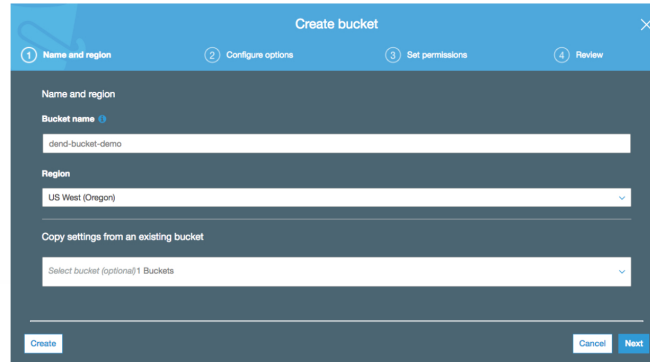 Create bucket
1 Name and region
2 Configure options
3 Set permissions
4 Review
Name and region
Bucket name
dend-bucket-demo
Region
US West (Oregon)
Copy settings from an existing bucket
Select bucket (optional)1 Buckets
Create
Cancel
Next